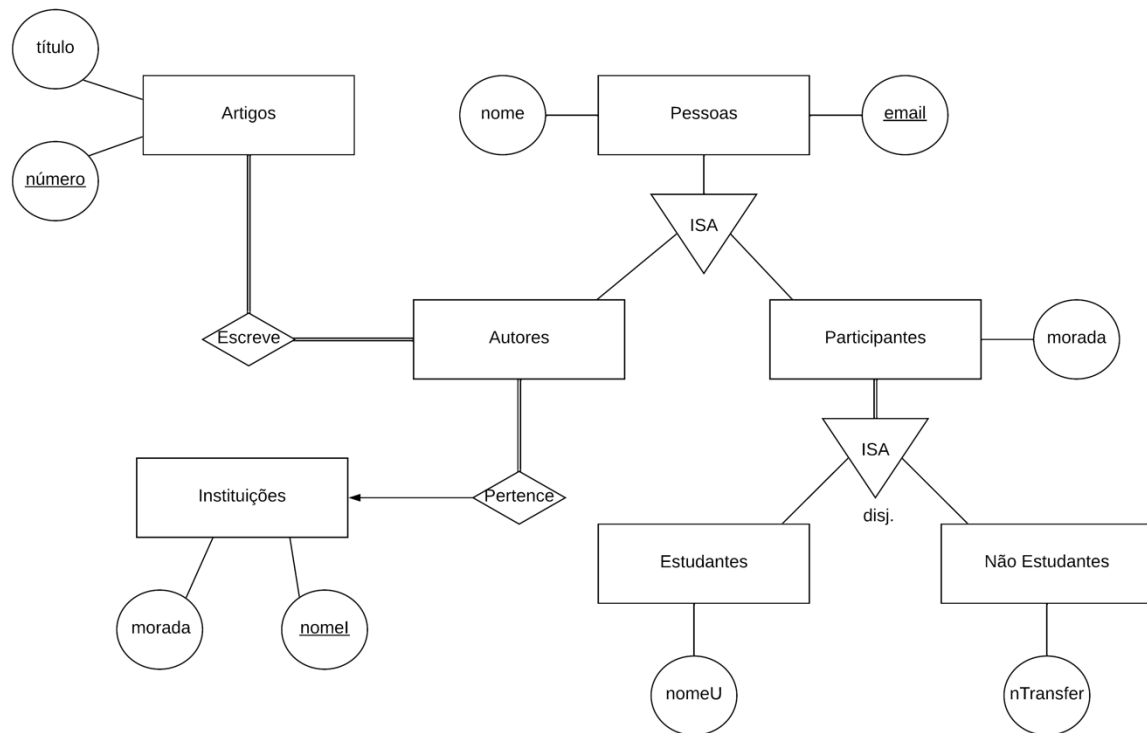 título
Artigos
nome
Pessoas
email
número
ISA
Escreve
Autores
Participantes
morada
ISA
Instituições
Pertence
disj.
Estudantes
Não Estudantes
morada
nomeI
nomeU
nTransfer